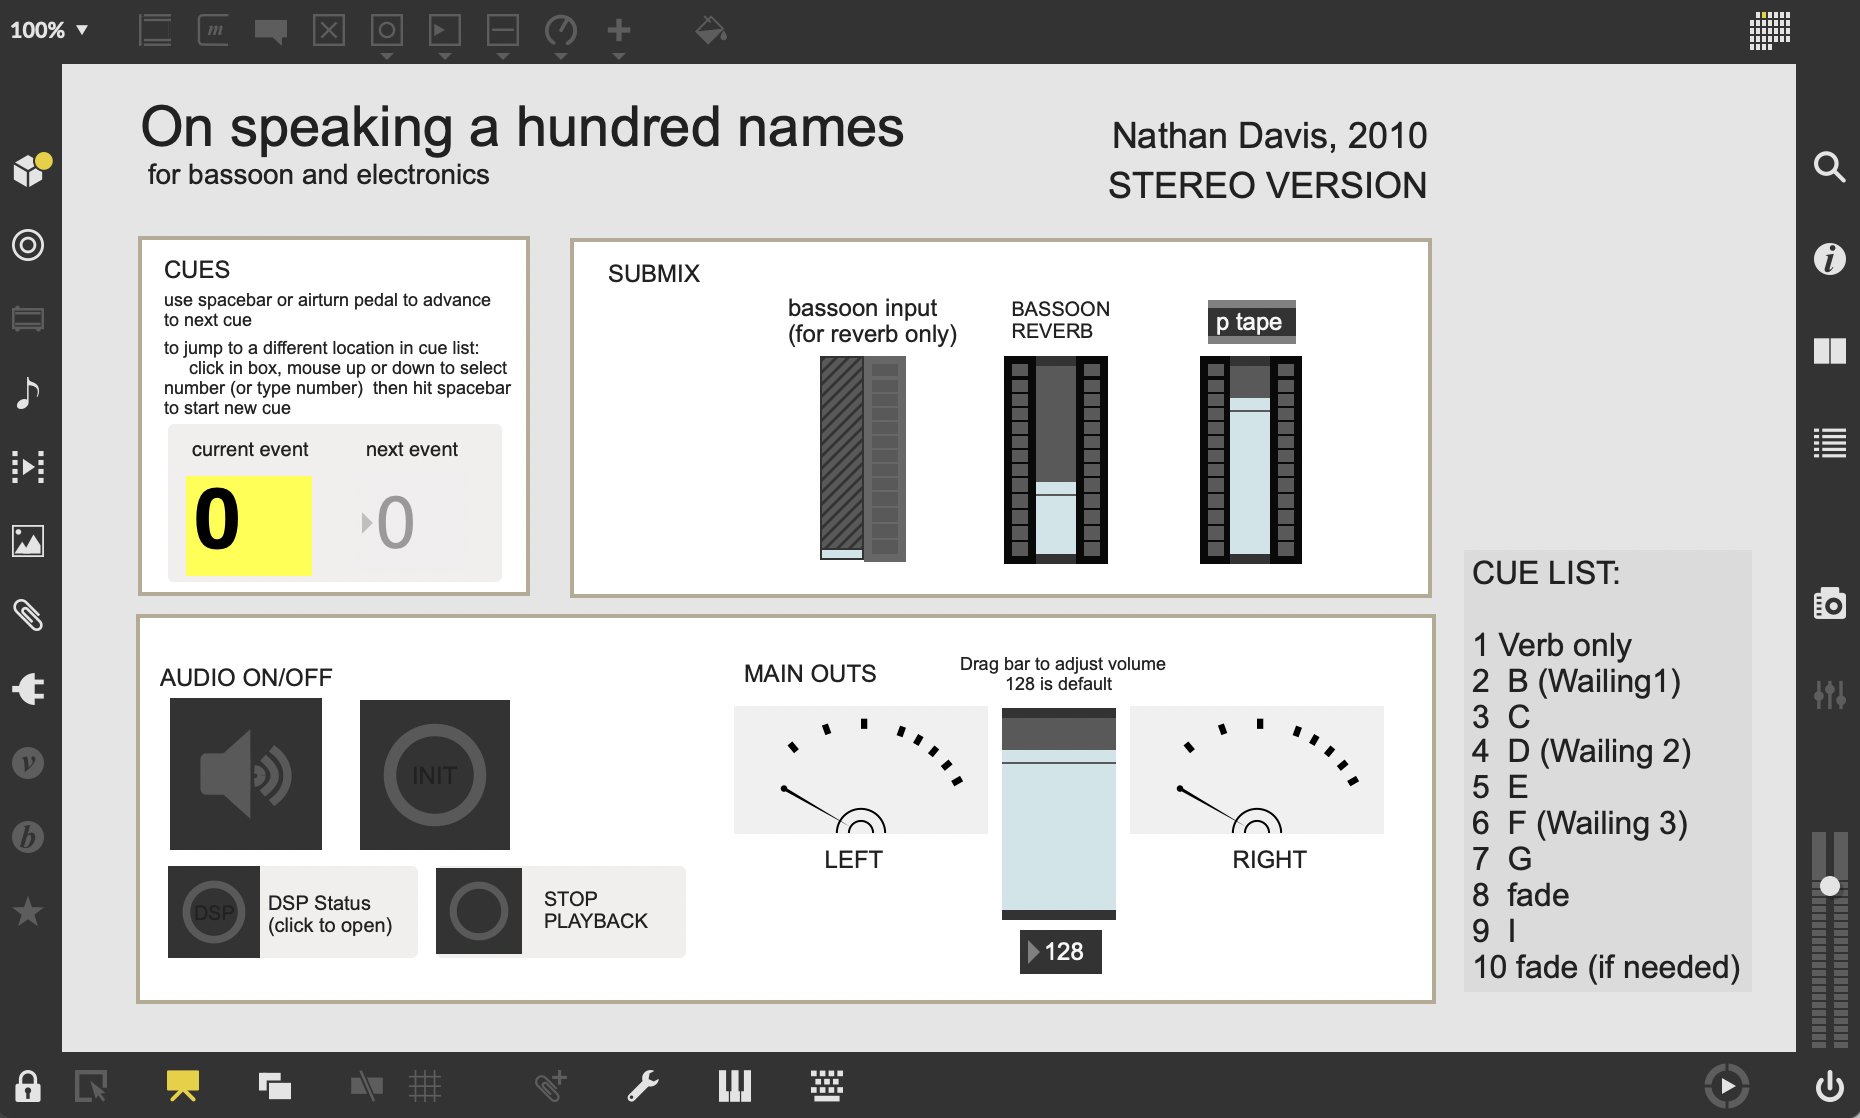 100%
On speaking a hundred names
for bassoon and electronics
Nathan Davis, 2010
STEREO VERSION
CUES
use spacebar or airturn pedal to advance
to next cue
to jump to a different location in cue list:
click in box, mouse up or down to select
number (or type number)  then hit spacebar
to start new cue
current event
next event
0
0
SUBMIX
bassoon input
(for reverb only)
BASSOON
REVERB
p tape
AUDIO ON/OFF
INIT
DSP
DSP Status
(click to open)
STOP
PLAYBACK
MAIN OUTS
Drag bar to adjust volume
128 is default
LEFT
RIGHT
128
CUE LIST:
1 Verb only
2  B (Wailing1)
3  C
4  D (Wailing 2)
5  E
6  F (Wailing 3)
7  G
8  fade
9  I
10 fade (if needed)